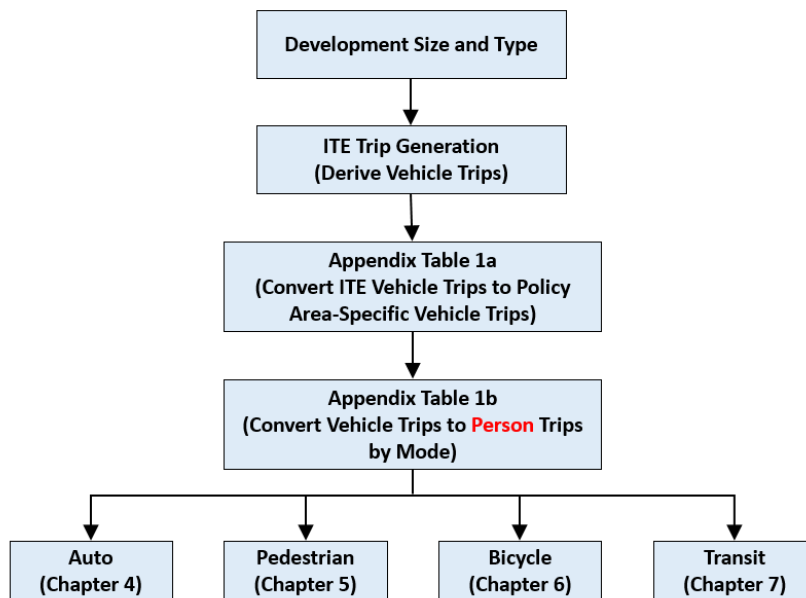 Development Size and Type
ITE Trip Generation
(Derive Vehicle Trips)
Appendix Table 1a
(Convert ITE Vehicle Trips to Policy
Area-Specific Vehicle Trips)
Appendix Table 1b
(Convert Vehicle Trips to Person Trips
by Mode)
Auto
(Chapter 4)
Pedestrian
(Chapter 5)
Bicycle
(Chapter 6)
Transit
(Chapter 7)